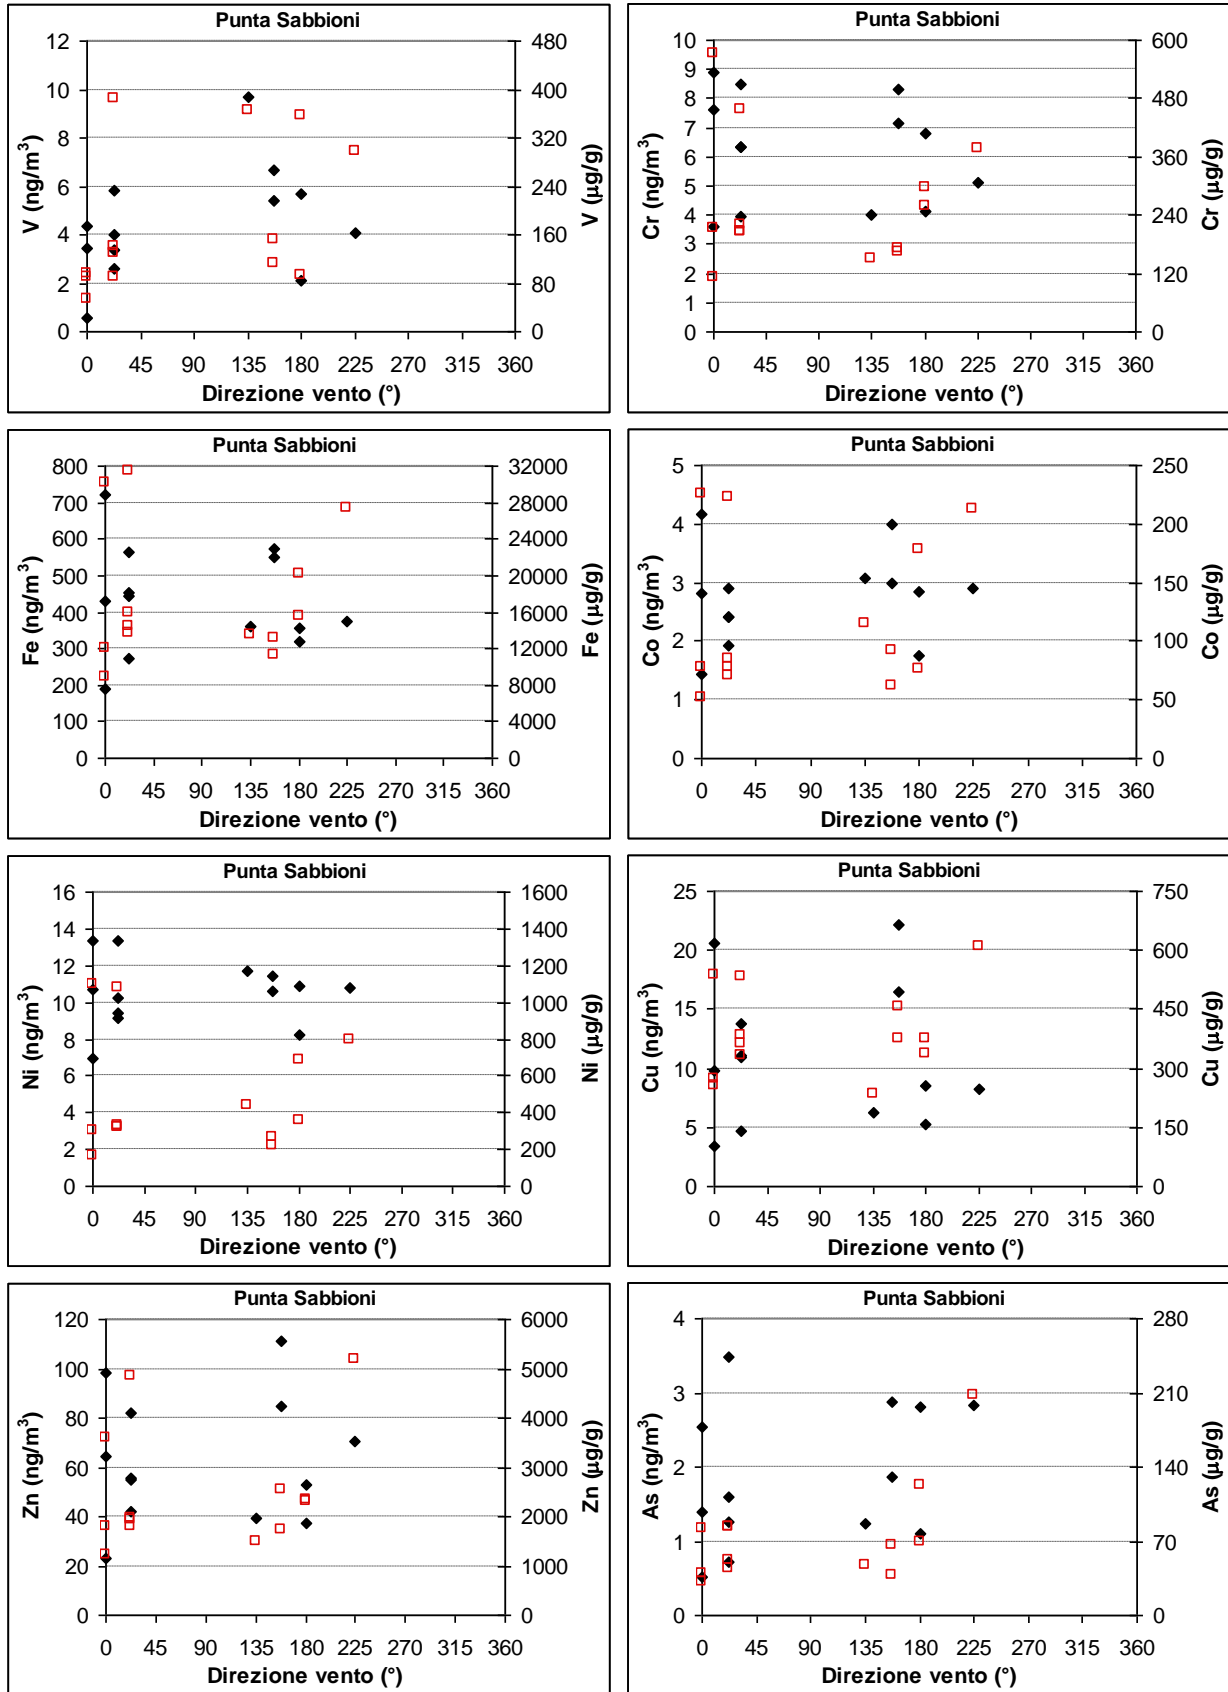 Punta Sabbioni
V (ng/m³)
12
10
8
6
4
2
0
480
400
320
240
160
80
0
V (µg/g)
0 45 90 135 180 225 270 315 360
Direzione vento (°)
Punta Sabbioni
Cr (ng/m³)
10
9
8
7
6
5
4
3
2
1
0
600
480
360
240
120
0
Cr (µg/g)
0 45 90 135 180 225 270 315 360
Direzione vento (°)
Punta Sabbioni
Fe (ng/m³)
800
700
600
500
400
300
200
100
0
32000
28000
24000
20000
16000
12000
8000
4000
0
Fe (µg/g)
0 45 90 135 180 225 270 315 360
Direzione vento (°)
Punta Sabbioni
Co (ng/m³)
5
4
3
2
1
0
250
200
150
100
50
0
Co (µg/g)
0 45 90 135 180 225 270 315 360
Direzione vento (°)
Punta Sabbioni
Ni (ng/m³)
16
14
12
10
8
6
4
2
0
1600
1400
1200
1000
800
600
400
200
0
Ni (µg/g)
0 45 90 135 180 225 270 315 360
Direzione vento (°)
Punta Sabbioni
Cu (ng/m³)
25
20
15
10
5
0
750
600
450
300
150
0
Cu (µg/g)
0 45 90 135 180 225 270 315 360
Direzione vento (°)
Punta Sabbioni
Zn (ng/m³)
120
100
80
60
40
20
0
6000
5000
4000
3000
2000
1000
0
Zn (µg/g)
0 45 90 135 180 225 270 315 360
Direzione vento (°)
Punta Sabbioni
As (ng/m³)
4
3
2
1
0
280
210
140
70
0
As (µg/g)
0 45 90 135 180 225 270 315 360
Direzione vento (°)